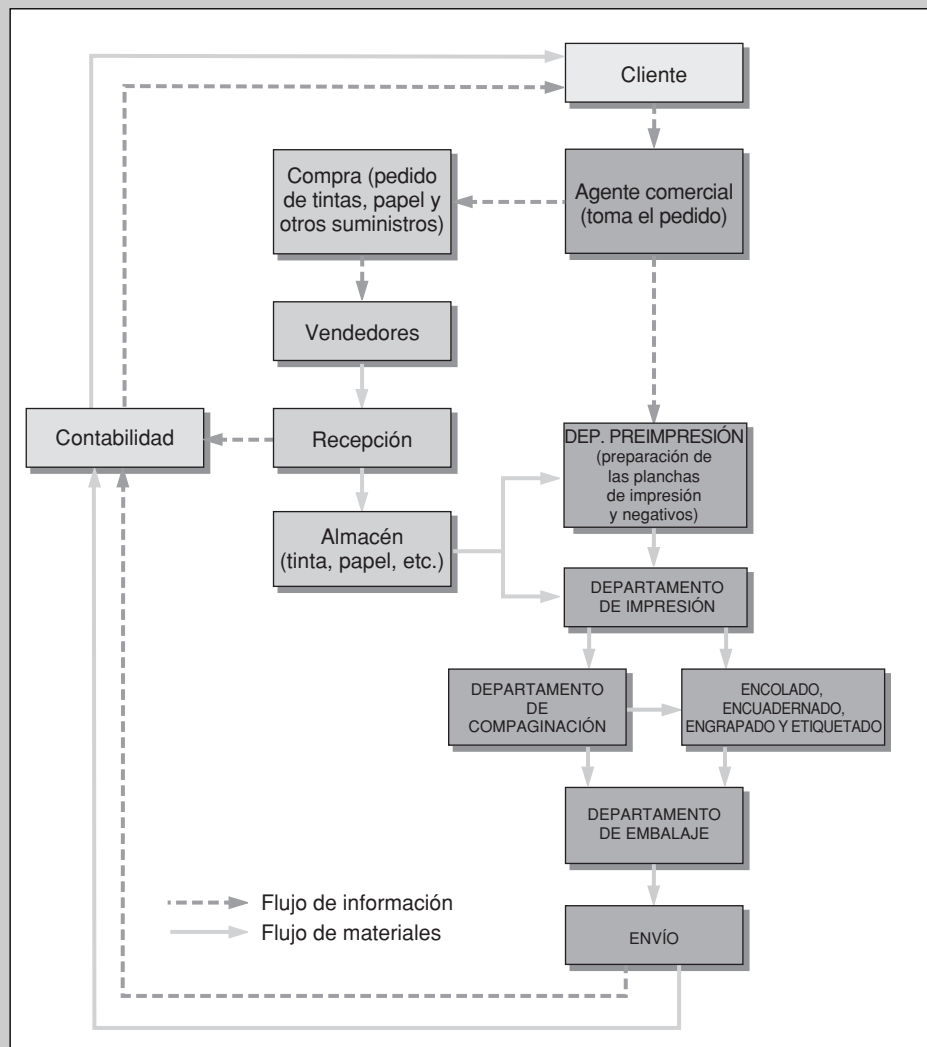 Cliente
Compra (pedido
de tintas, papel y
otros suministros)
Agente comercial
(toma el pedido)
Vendedores
Contabilidad
Recepción
DEP. PREIMPRESIÓN
(preparación de
las planchas
de impresión
y negativos)
Almacén
(tinta, papel, etc.)
DEPARTAMENTO
DE IMPRESIÓN
DEPARTAMENTO
DE
COMPAGINACIÓN
ENCOLADO,
ENCUADERNADO,
ENGRAPADO Y ETIQUETADO
DEPARTAMENTO
DE EMBALAJE
Flujo de información
Flujo de materiales
ENVÍO